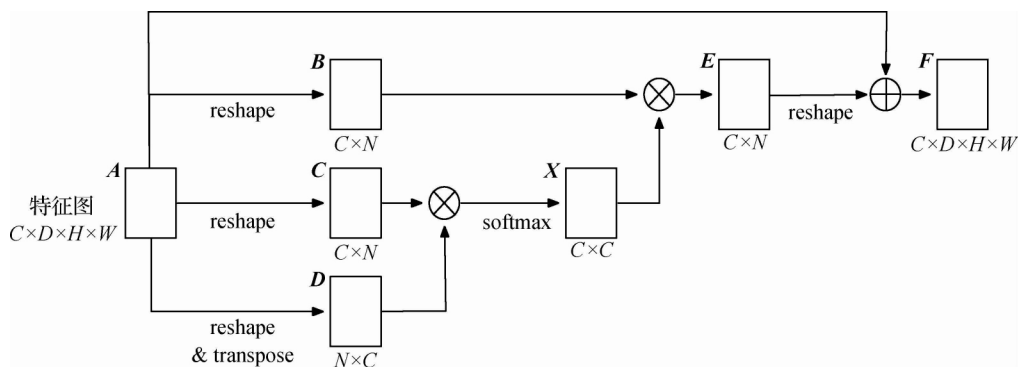 B
reshape
C×N
E
reshape
C×N
F
C×D×H×W
A
特征图
C×D×H×W
C
reshape
C×N
softmax
X
C×C
D
reshape
& transpose
N×C